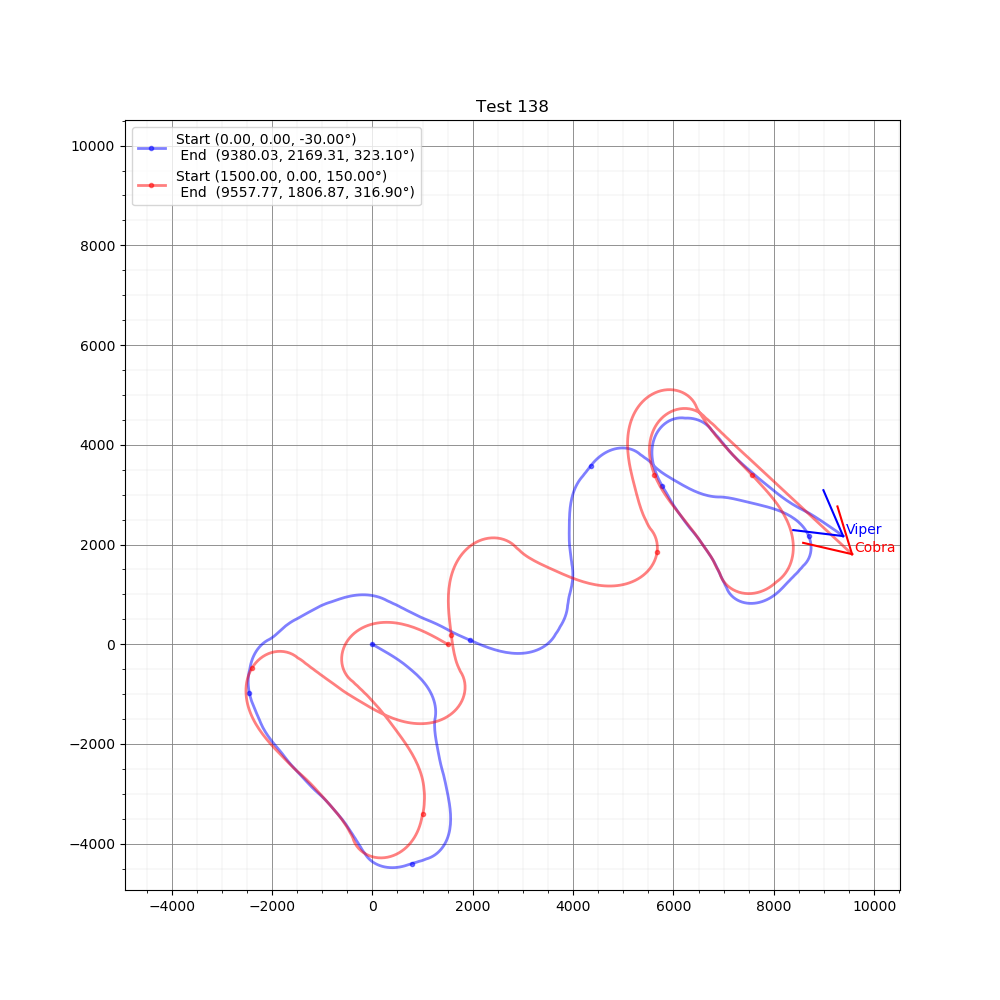 Test 138
Start (0.00, 0.00, -30.00°)
End (9380.03, 2169.31, 323.10°)
Start (1500.00, 0.00, 150.00°)
End (9557.77, 1806.87, 316.90°)
10000
8000
6000
4000
2000
0
−2000
−4000
Viper
Cobra
−4000 −2000 0 2000 4000 6000 8000 10000